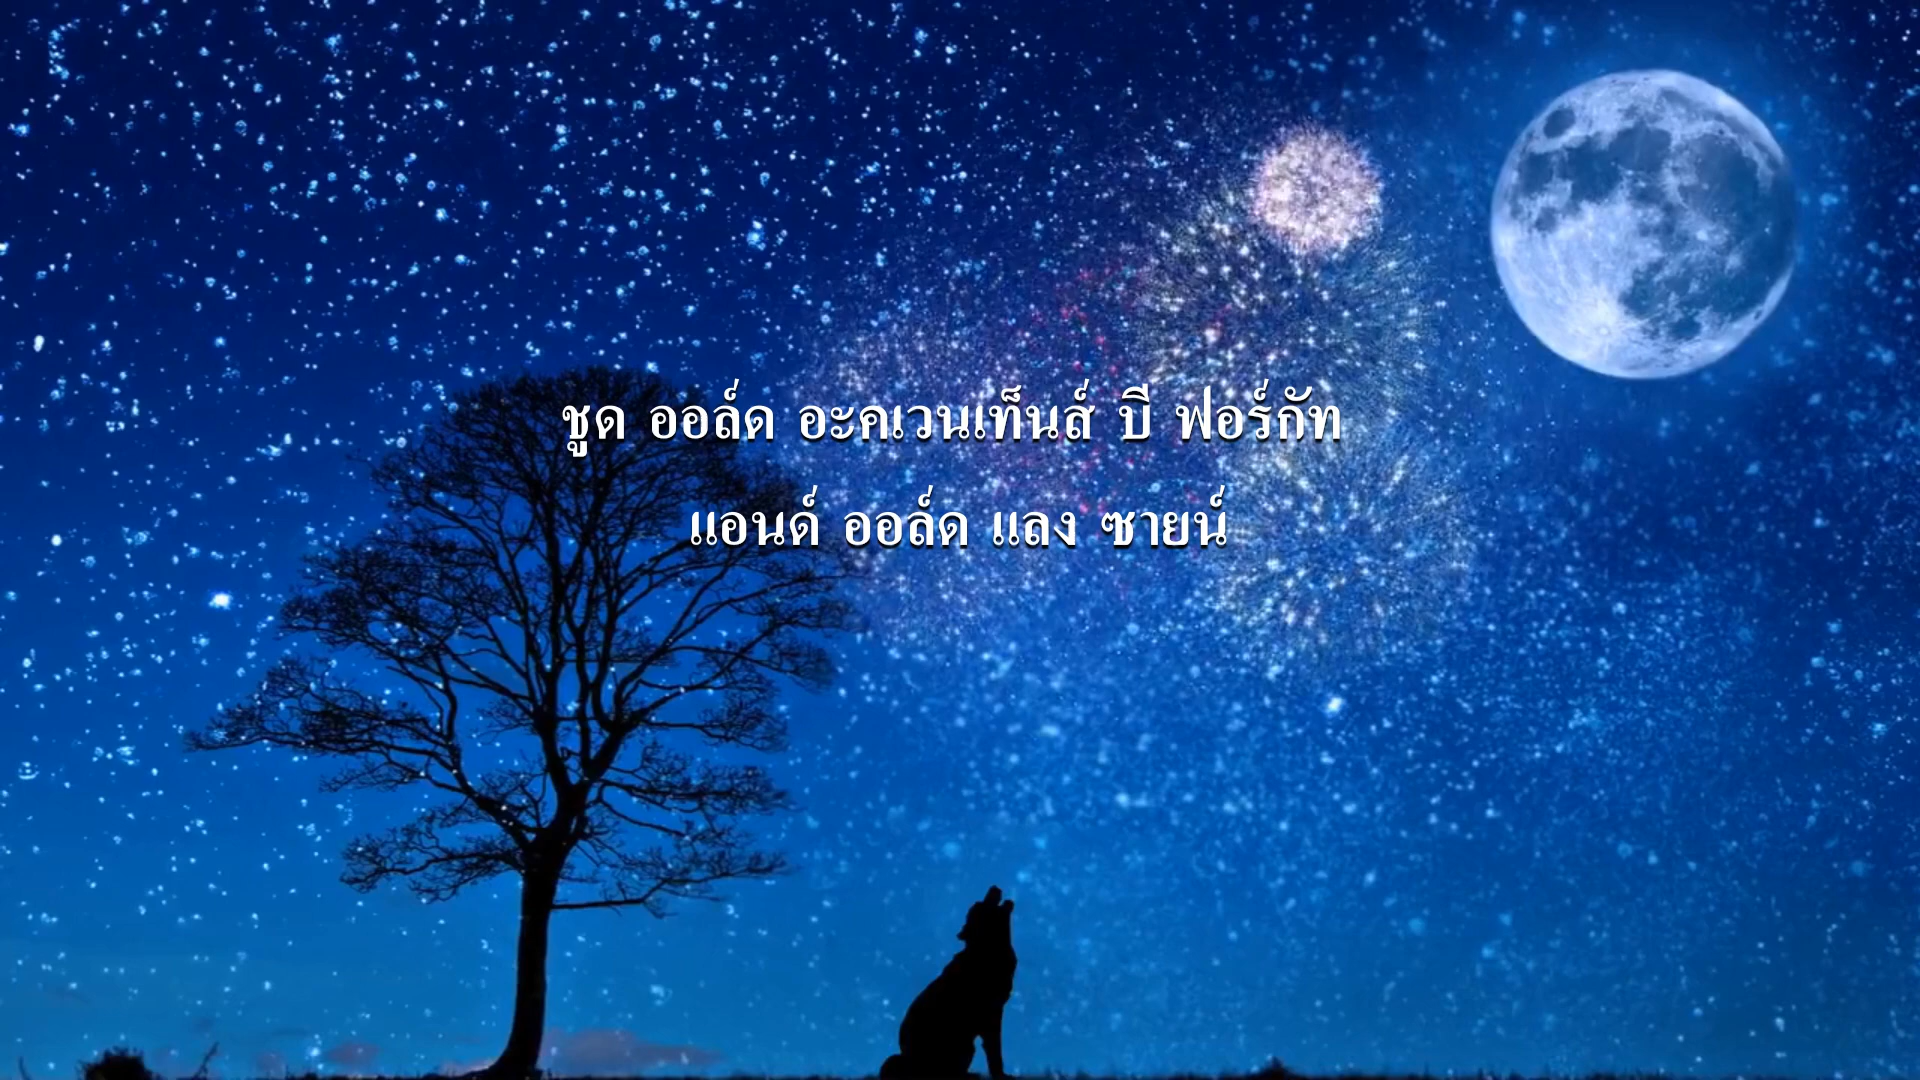 ชูด ออล์ด อะคเวนเท็นส์ บี ฟอร์กัท
แอนด์ ออล์ด แลง ซายน์